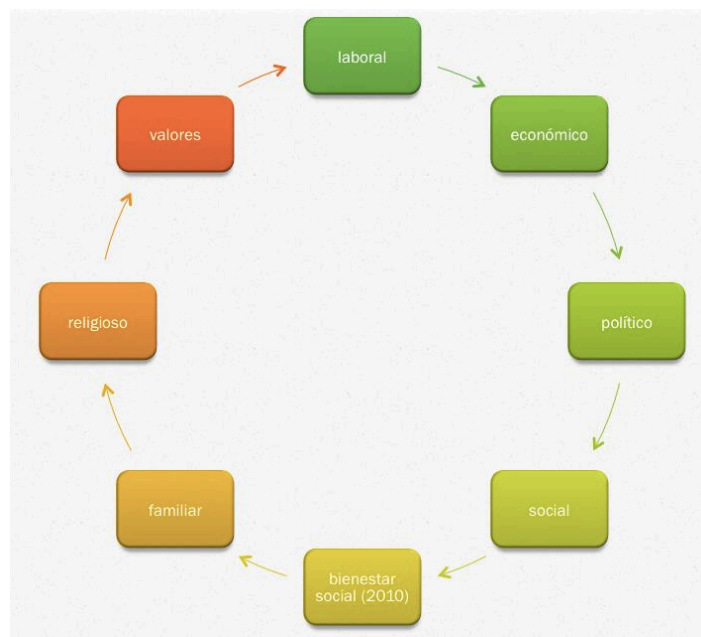 laboral
económico
político
social
bienestar
social (2010)
familiar
religioso
valores